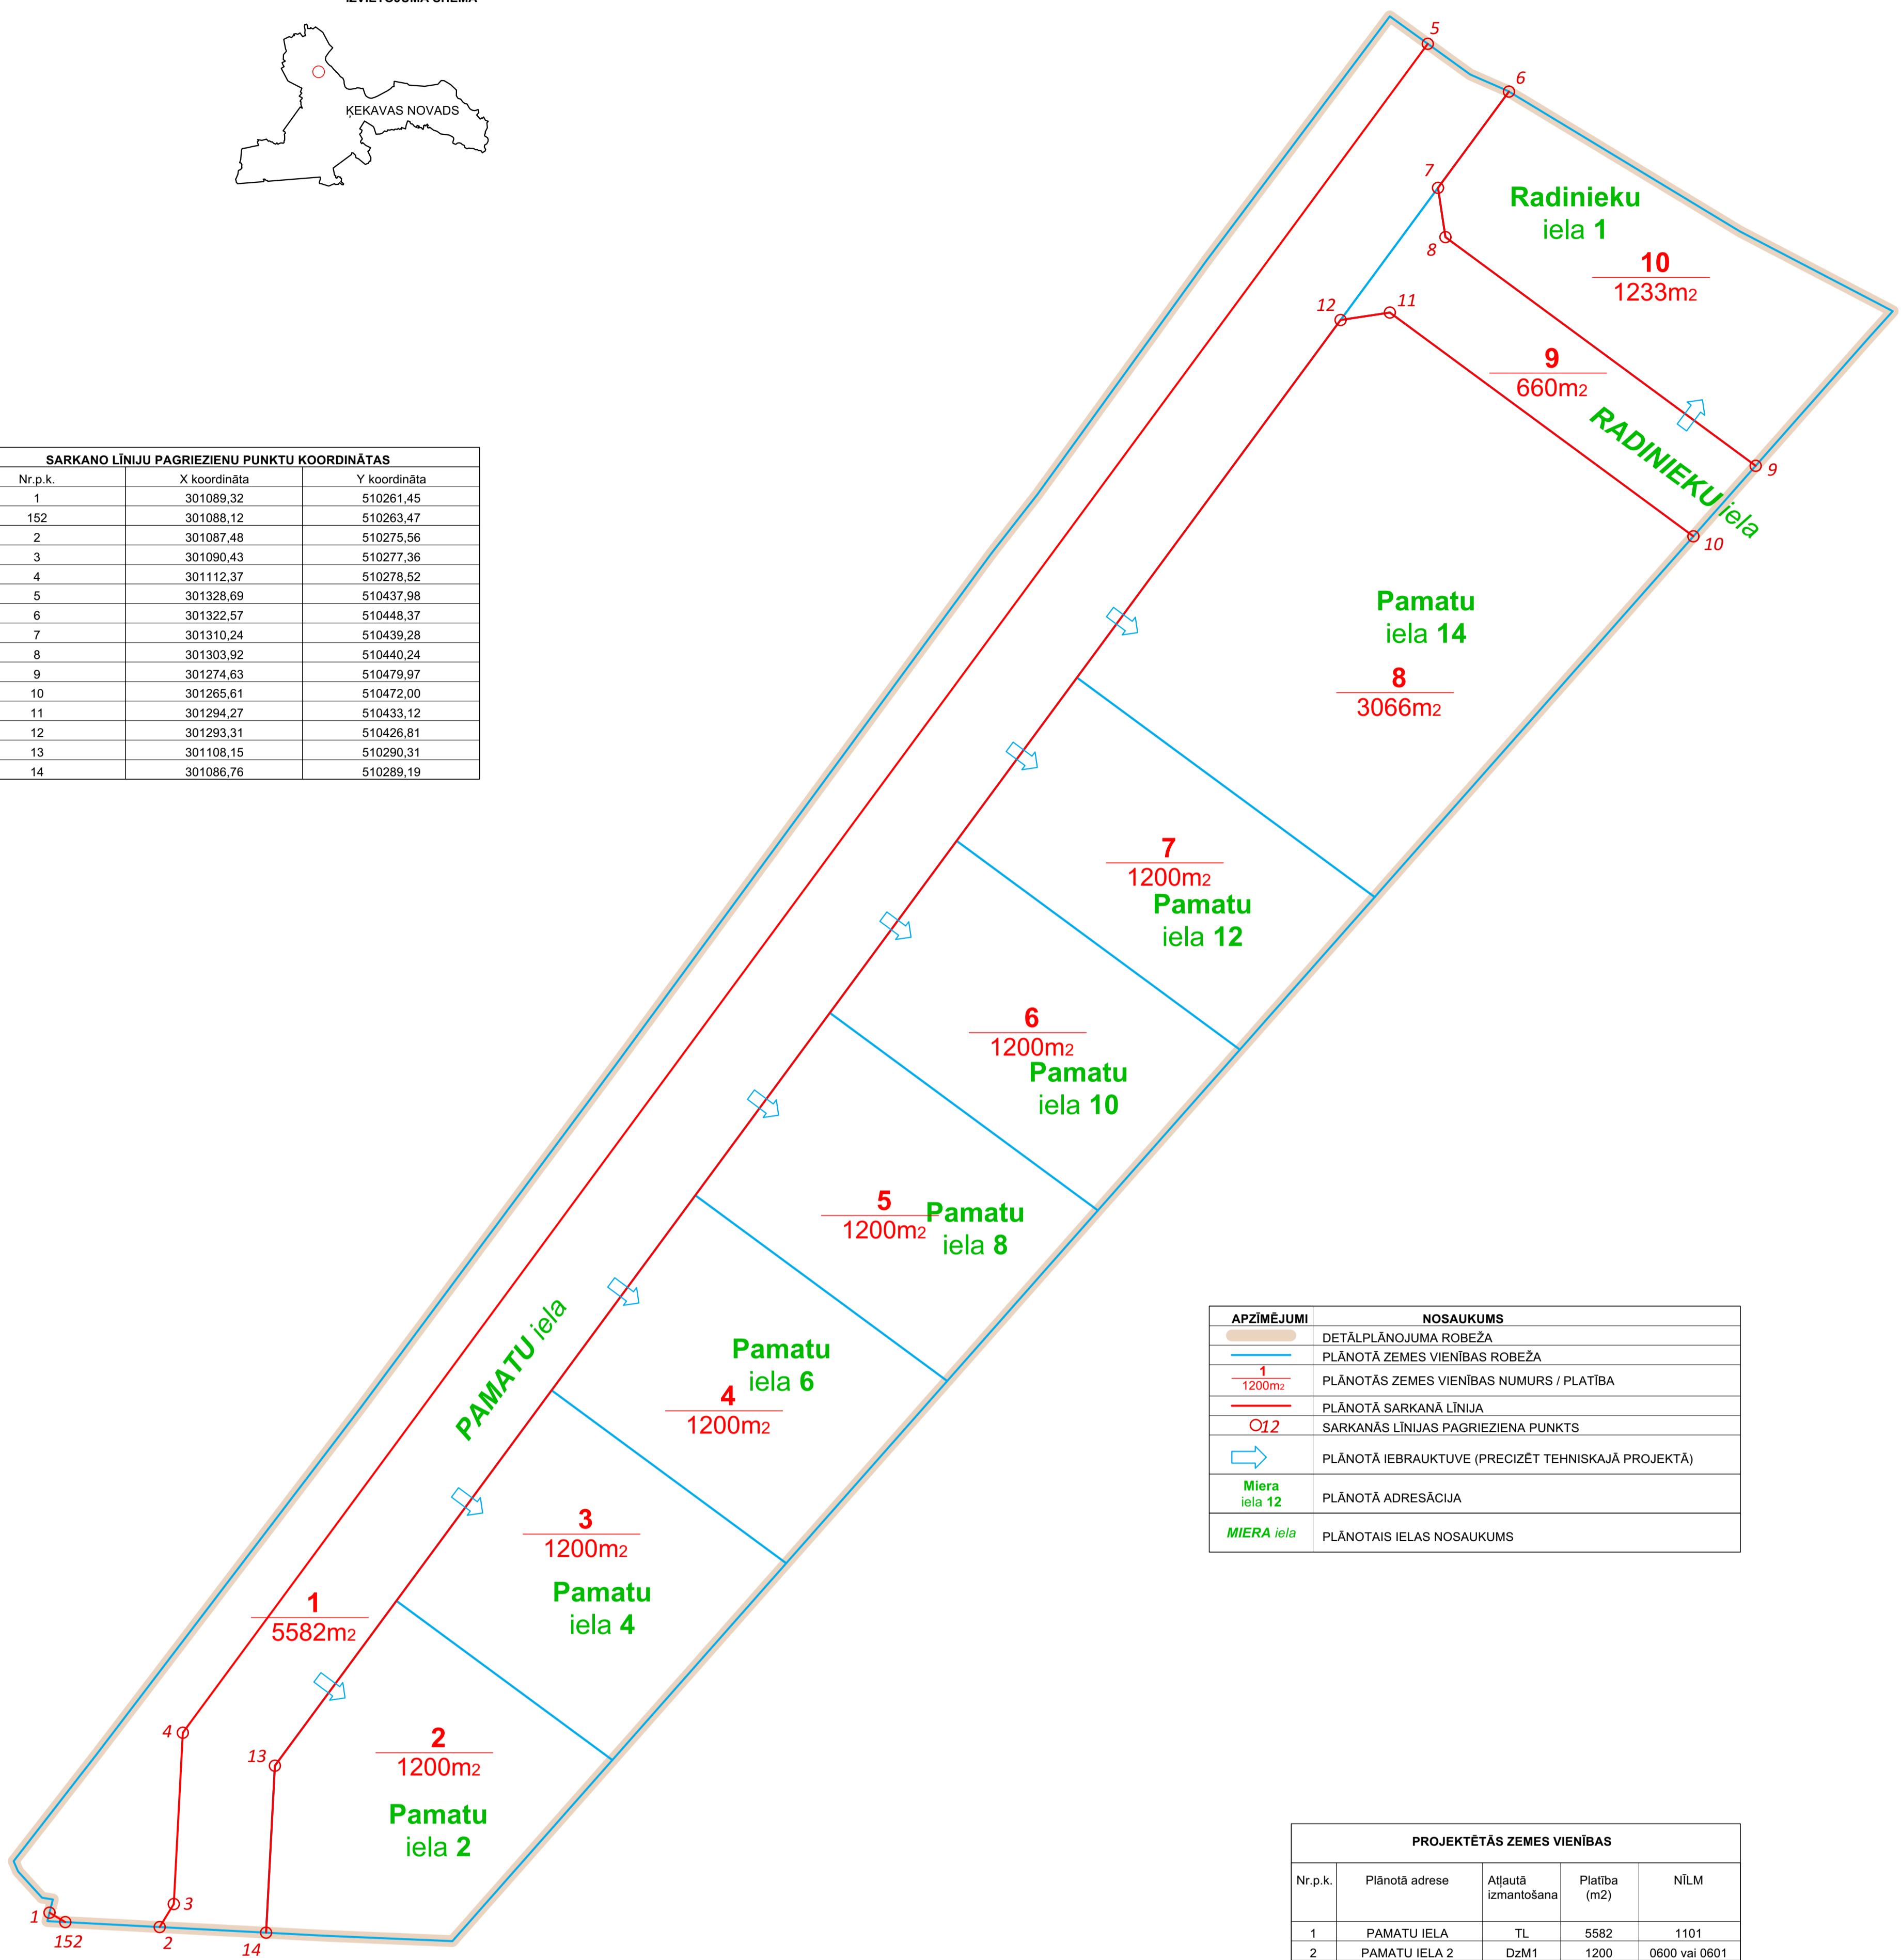 IZVIETOJUMA SHĒMA
ĶEKAVAS NOVADS
SARKANO LĪNIJU PAGRIEZIENU PUNKTU KOORDINĀTAS
Nr.p.k. X koordināta Y koordināta
1 301089,32 510261,45
152 301088,12 510263,47
2 301087,48 510275,56
3 301090,43 510277,36
4 301112,37 510278,52
5 301328,69 510437,98
6 301322,57 510448,37
7 301310,24 510439,28
8 301303,92 510440,24
9 301274,63 510479,97
10 301265,61 510472,00
11 301294,27 510433,12
12 301293,31 510426,81
13 301108,15 510290,31
14 301086,76 510289,19
5
6
7
8
Radinieku
iela 1
10
1233m2
12
11
9
660m2
RADINIEKU iela
9
10
Pamatu
iela 14
8
3066m2
7
1200m2
Pamatu
iela 12
6
1200m2
Pamatu
iela 10
5
1200m2
Pamatu
iela 8
PAMATU iela
Pamatu
iela 6
4
1200m2
3
1200m2
Pamatu
iela 4
1
5582m2
4
13
2
1200m2
Pamatu
iela 2
3
1
152
2
14
APZĪMĒJUMI NOSAUKUMS
DETĀLPLĀNOJUMA ROBEŽA
PLĀNOTĀ ZEMES VIENĪBAS ROBEŽA
1
1200m2
PLĀNOTĀS ZEMES VIENĪBAS NUMURS / PLATĪBA
PLĀNOTĀ SARKANĀ LĪNIJA
12 SARKANĀS LĪNIJAS PAGRIEZIENA PUNKTS
PLĀNOTĀ IEBRAUKTUVE (PRECIZĒT TEHNISKAJĀ PROJEKTĀ)
Miera
iela 12
PLĀNOTĀ ADRESĀCIJA
MIERA iela PLĀNOTAIS IELAS NOSAUKUMS
PROJEKTĒTĀS ZEMES VIENĪBAS
Nr.p.k. Plānotā adrese Atļautā Platība NĪLM
izmantošana (m2)
1 PAMATU IELA TL 5582 1101
2 PAMATU IELA 2 DzM1 1200 0600 vai 0601